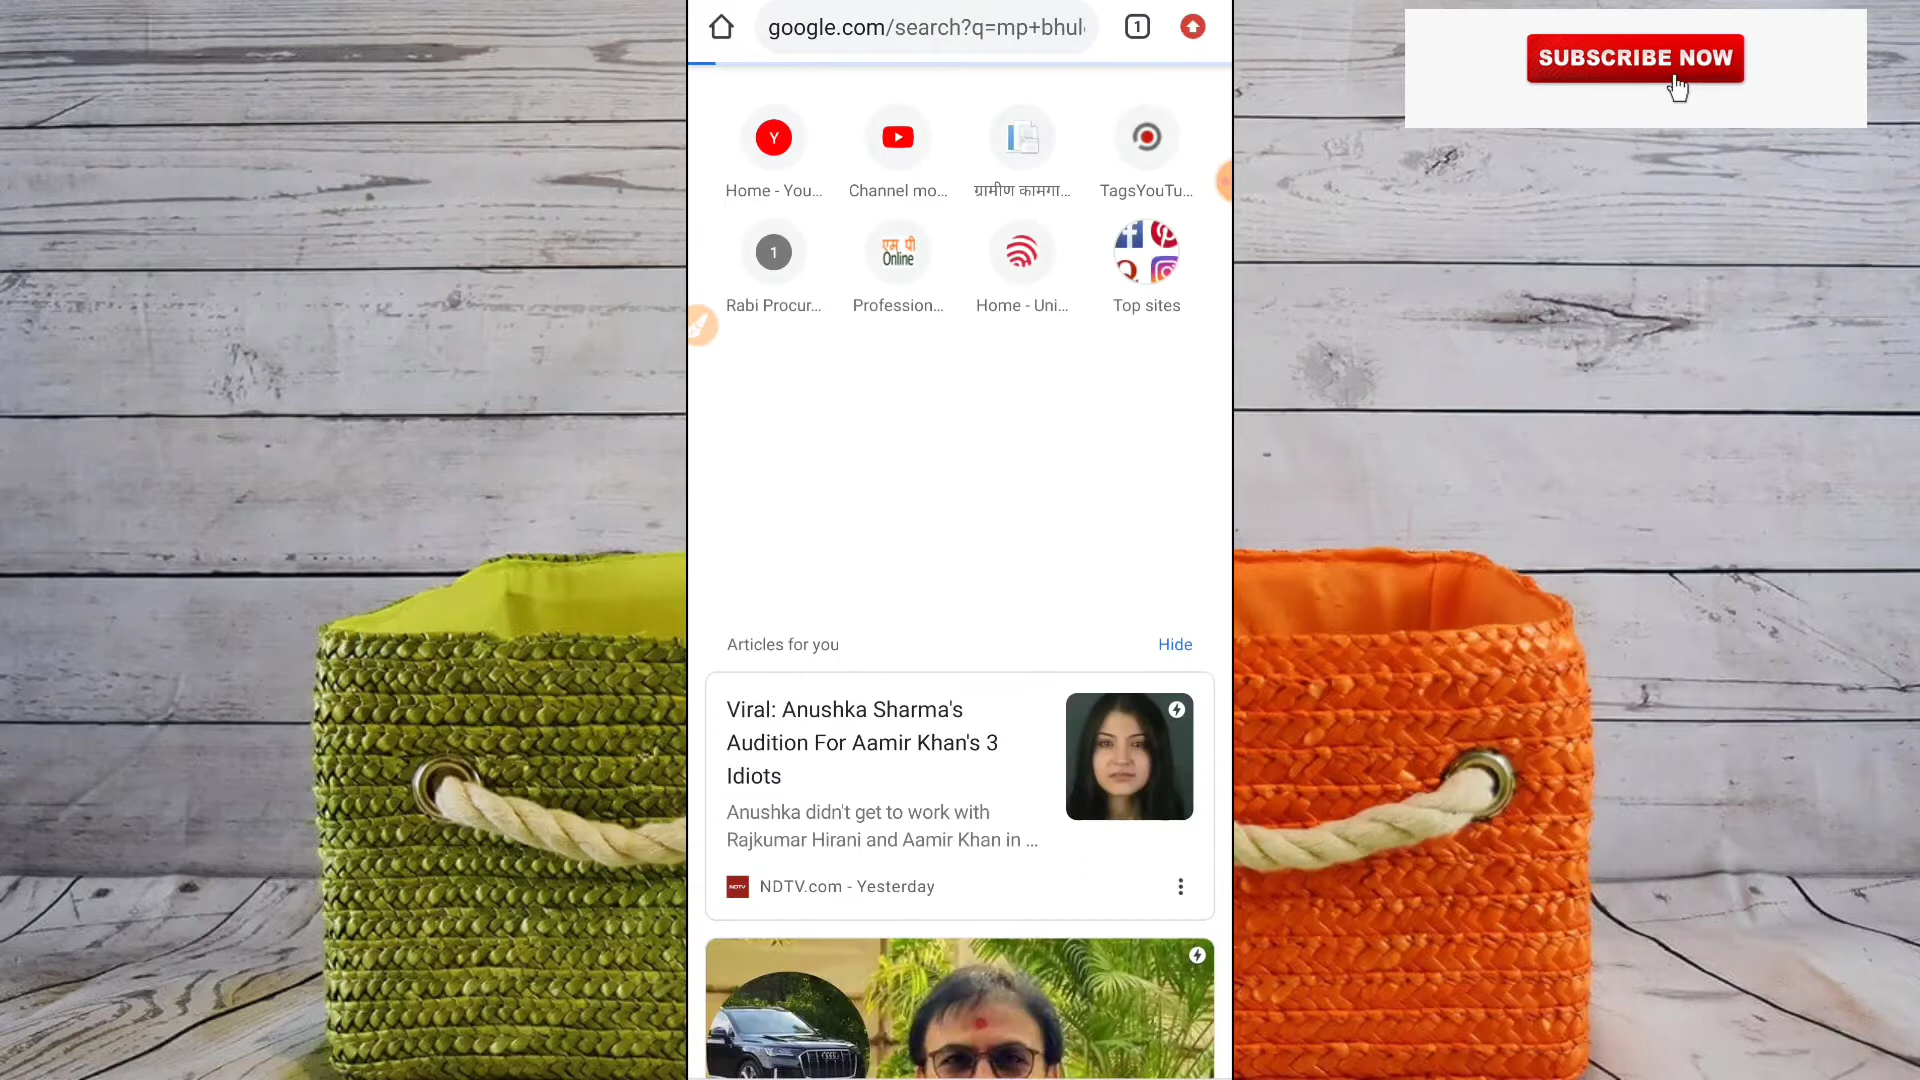 google.com/search?q=mp+bhul
1
SUBSCRIBE NOW
Y
Home - You...
Channel mo...
ग्रामीण कामगा...
TagsYouTu...
1
एम पी
Online
Rabi Procur...
Profession...
Home - Uni...
Top sites
Articles for you
Hide
Viral: Anushka Sharma's
Audition For Aamir Khan's 3
Idiots
Anushka didn't get to work with
Rajkumar Hirani and Aamir Khan in ...
NDTV
NDTV.com - Yesterday